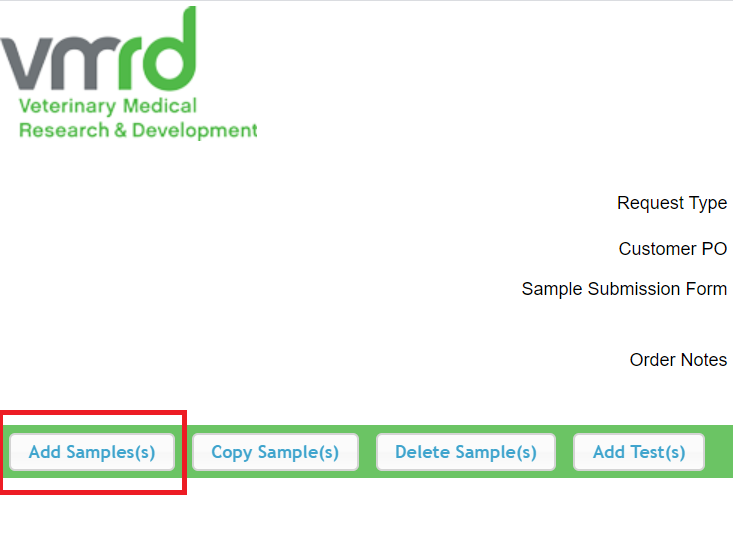 vmrd
Veterinary Medical
Research & Development
Request Type
Customer PO
Sample Submission Form
Order Notes
Add Samples(s) Copy Sample(s) Delete Sample(s) Add Test(s)